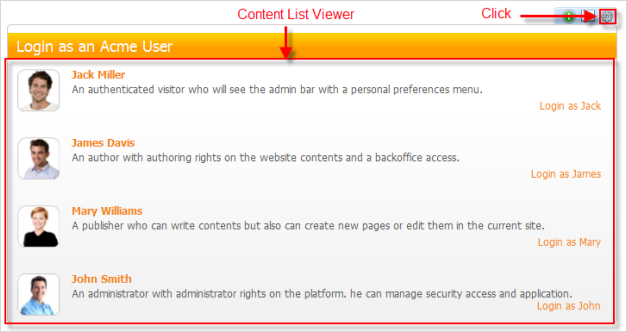 Content List Viewer
Click
Login as an Acme User
Jack Miller
An authenticated visitor who will see the admin bar with a personal preferences menu.
Login as Jack
James Davis
An author with authoring rights on the website contents and a backoffice access.
Login as James
Mary Williams
A publisher who can write contents but also can create new pages or edit them in the current site.
Login as Mary
John Smith
An administrator with administrator rights on the platform. he can manage security access and application.
Login as John